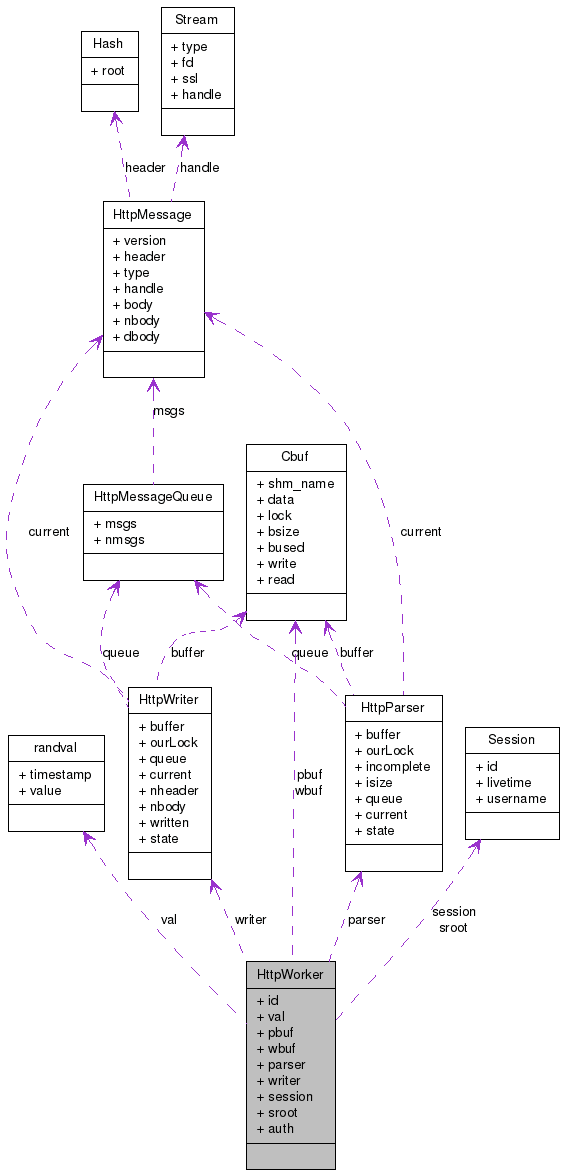 Stream
+ type
+ fd
+ ssl
+ handle
Hash
+ root
header
handle
HttpMessage
+ version
+ header
+ type
+ handle
+ body
+ nbody
+ dbody
msgs
Cbuf
+ shm_name
+ data
+ lock
+ bsize
+ bused
+ write
+ read
HttpMessageQueue
+ msgs
+ nmsgs
current
current
queue
buffer
queue
buffer
HttpWriter
+ buffer
+ ourLock
+ queue
+ current
+ nheader
+ nbody
+ written
+ state
HttpParser
+ buffer
+ ourLock
+ incomplete
+ isize
+ queue
+ current
+ state
randval
+ timestamp
+ value
Session
+ id
+ livetime
+ username
pbuf
wbuf
val
writer
parser
session
sroot
HttpWorker
+ id
+ val
+ pbuf
+ wbuf
+ parser
+ writer
+ session
+ sroot
+ auth